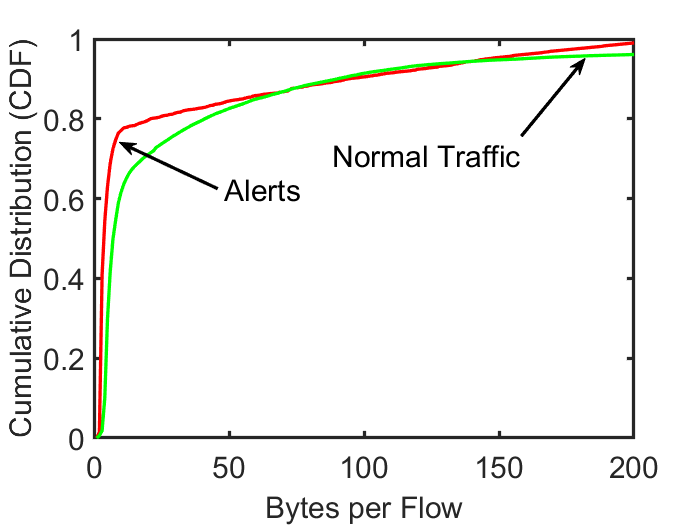 Cumulative Distribution (CDF)
1
0.8
0.6
0.4
0.2
0
Normal Traffic
Alerts
0 50 100 150 200
Bytes per Flow